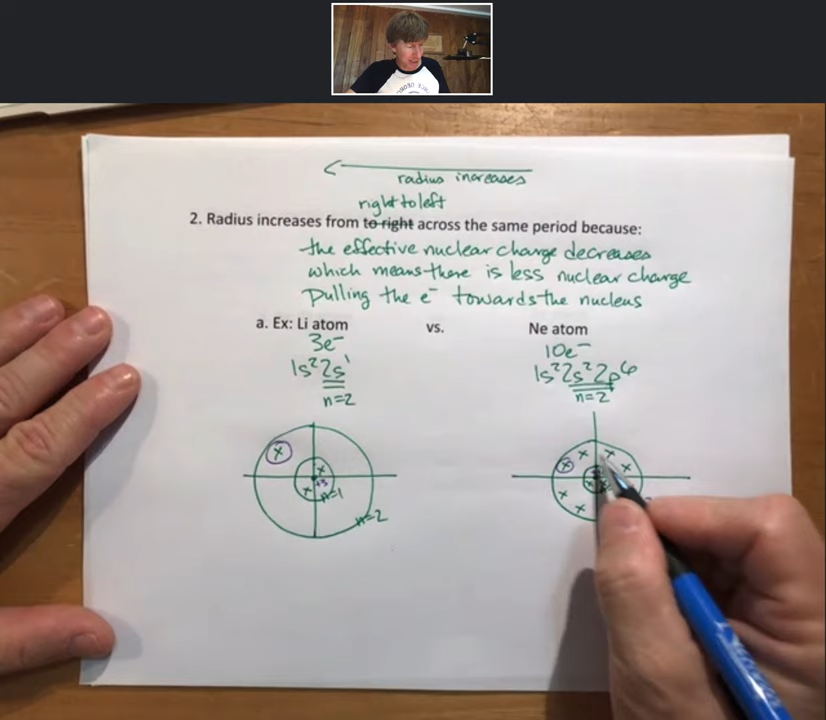 radius increases
right to left
2. Radius increases from to right across the same period because:
the effective nuclear charge decreases
which means there is less nuclear charge
pulling the e⁻ towards the nucleus
a. Ex: Li atom vs. Ne atom
3e⁻ 10e⁻
1s²2s¹ 1s²2s²2p⁶
n=2 n=2
x x x x x
x x
+3
x x x
n=1 x
n=2